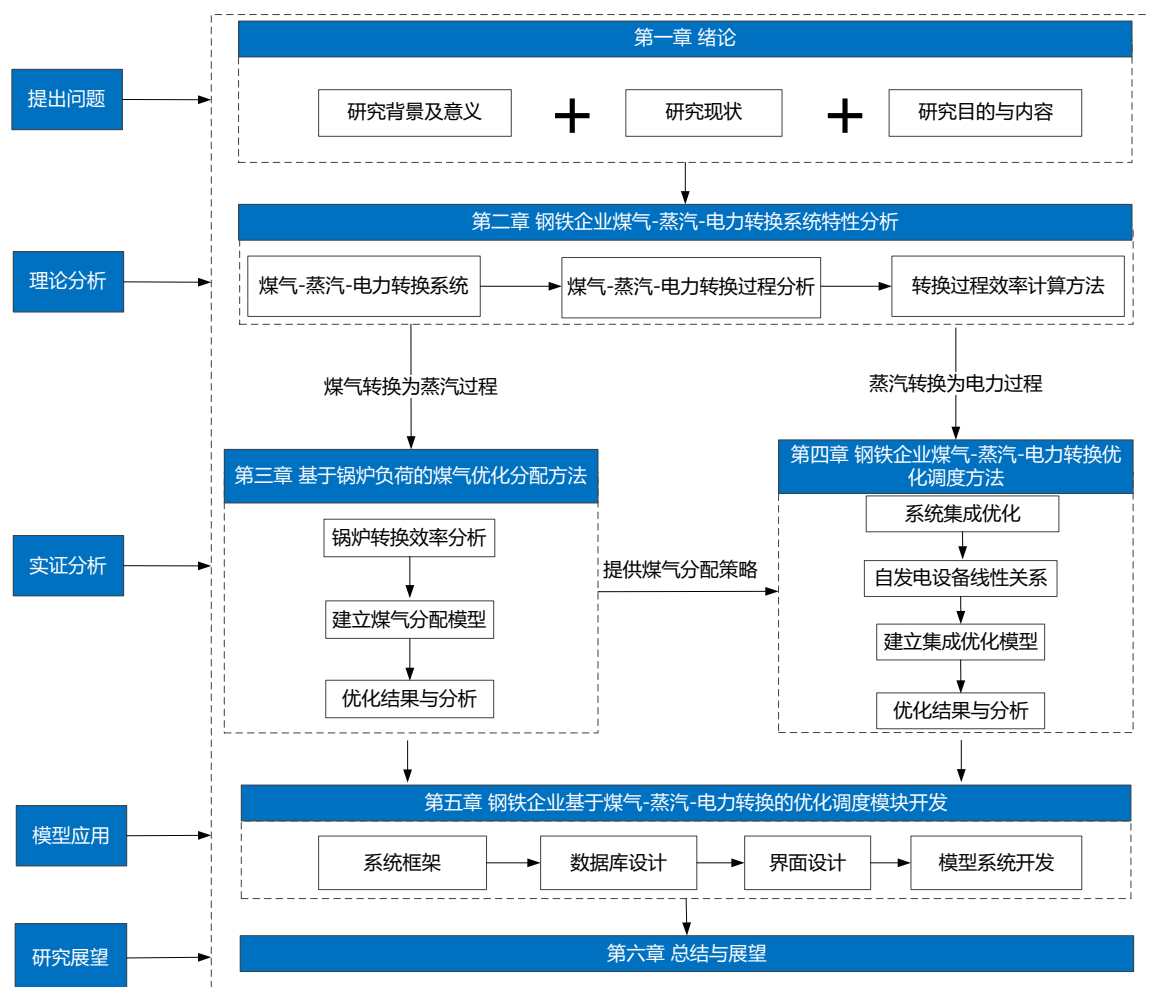 第一章 绪论
提出问题
研究背景及意义
+
研究现状
+
研究目的与内容
第二章 钢铁企业煤气-蒸汽-电力转换系统特性分析
理论分析
煤气-蒸汽-电力转换系统
煤气-蒸汽-电力转换过程分析
转换过程效率计算方法
煤气转换为蒸汽过程
蒸汽转换为电力过程
第三章 基于锅炉负荷的煤气优化分配方法
第四章 钢铁企业煤气-蒸汽-电力转换优
化调度方法
实证分析
锅炉转换效率分析
建立煤气分配模型
优化结果与分析
提供煤气分配策略
系统集成优化
自发电设备线性关系
建立集成优化模型
优化结果与分析
第五章 钢铁企业基于煤气-蒸汽-电力转换的优化调度模块开发
模型应用
系统框架
数据库设计
界面设计
模型系统开发
研究展望
第六章 总结与展望